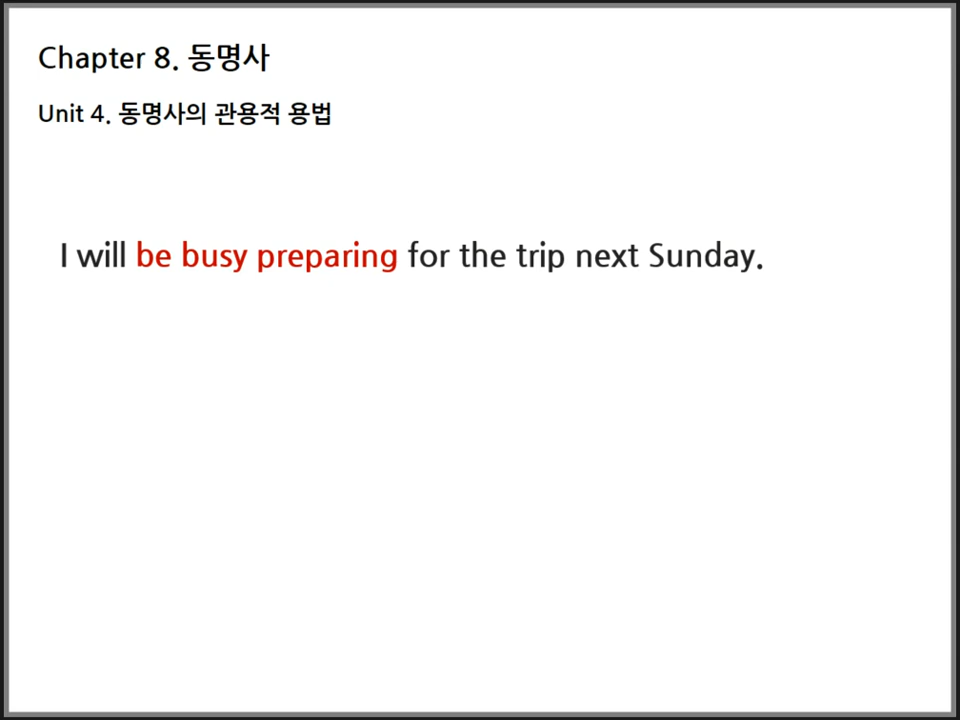 Chapter 8. 동명사
Unit 4. 동명사의 관용적 용법
I will be busy preparing for the trip next Sunday.